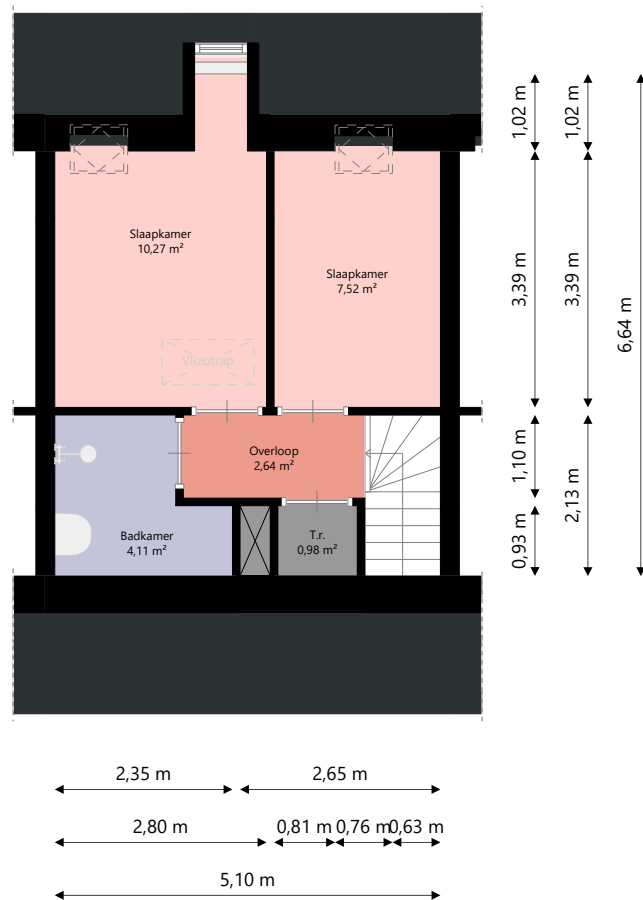 Slaapkamer
10,27 m²
Slaapkamer
7,52 m²
Vlizotrap
Overloop
2,64 m²
Badkamer
4,11 m²
T.r.
0,98 m²
1,02 m
1,02 m
3,39 m
3,39 m
6,64 m
1,10 m
2,13 m
0,93 m
2,35 m
2,65 m
2,80 m
0,81 m
0,76 m
0,63 m
5,10 m